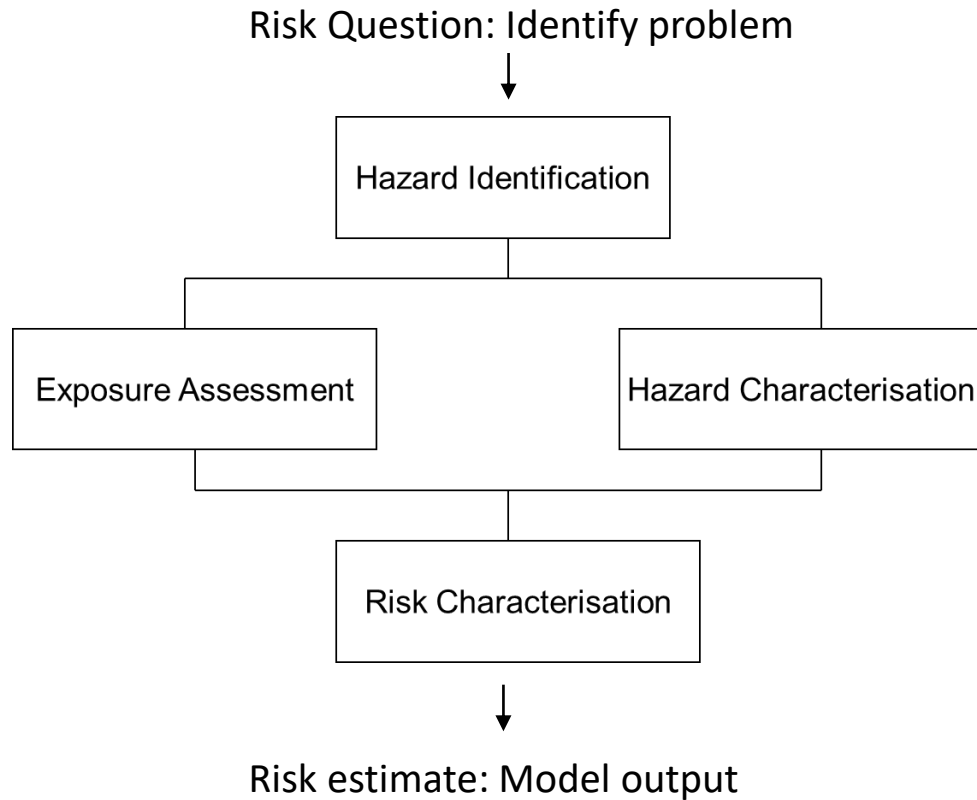 Risk Question: Identify problem
Hazard Identification
Exposure Assessment
Hazard Characterisation
Risk Characterisation
Risk estimate: Model output